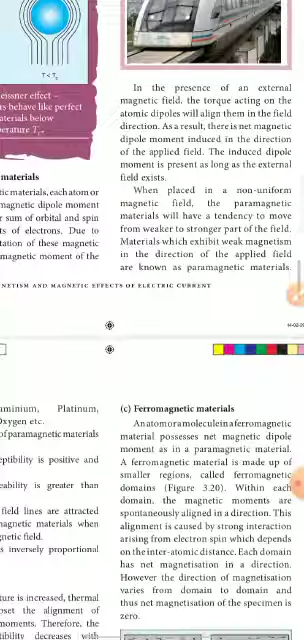 T < Tc
eissner effect –
rs behave like perfect
aterials below
perature Tc.
materials
tic materials, each atom or
magnetic dipole moment
r sum of orbital and spin
ts of electrons. Due to
tation of these magnetic
magnetic moment of the
In the presence of an external
magnetic field, the torque acting on the
atomic dipoles will align them in the field
direction. As a result, there is net magnetic
dipole moment induced in the direction
of the applied field. The induced dipole
moment is present as long as the external
field exists.
When placed in a non-uniform
magnetic field, the paramagnetic
materials will have a tendency to move
from weaker to stronger part of the field.
Materials which exhibit weak magnetism
in the direction of the applied field
are known as paramagnetic materials.
NETISM AND MAGNETIC EFFECTS OF ELECTRIC CURRENT
uminium, Platinum,
Oxygen etc.
of paramagnetic materials
eptibility is positive and
eability is greater than
field lines are attracted
magnetic materials when
gnetic field.
is inversely proportional
ture is increased, thermal
pset the alignment of
moments. Therefore, the
tibility decreases with
(c) Ferromagnetic materials
An atom or a molecule in a ferromagnetic
material possesses net magnetic dipole
moment as in a paramagnetic material.
A ferromagnetic material is made up of
smaller regions, called ferromagnetic
domains (Figure 3.20). Within each
domain, the magnetic moments are
spontaneously aligned in a direction. This
alignment is caused by strong interaction
arising from electron spin which depends
on the inter-atomic distance. Each domain
has net magnetisation in a direction.
However the direction of magnetisation
varies from domain to domain and
thus net magnetisation of the specimen is
zero.